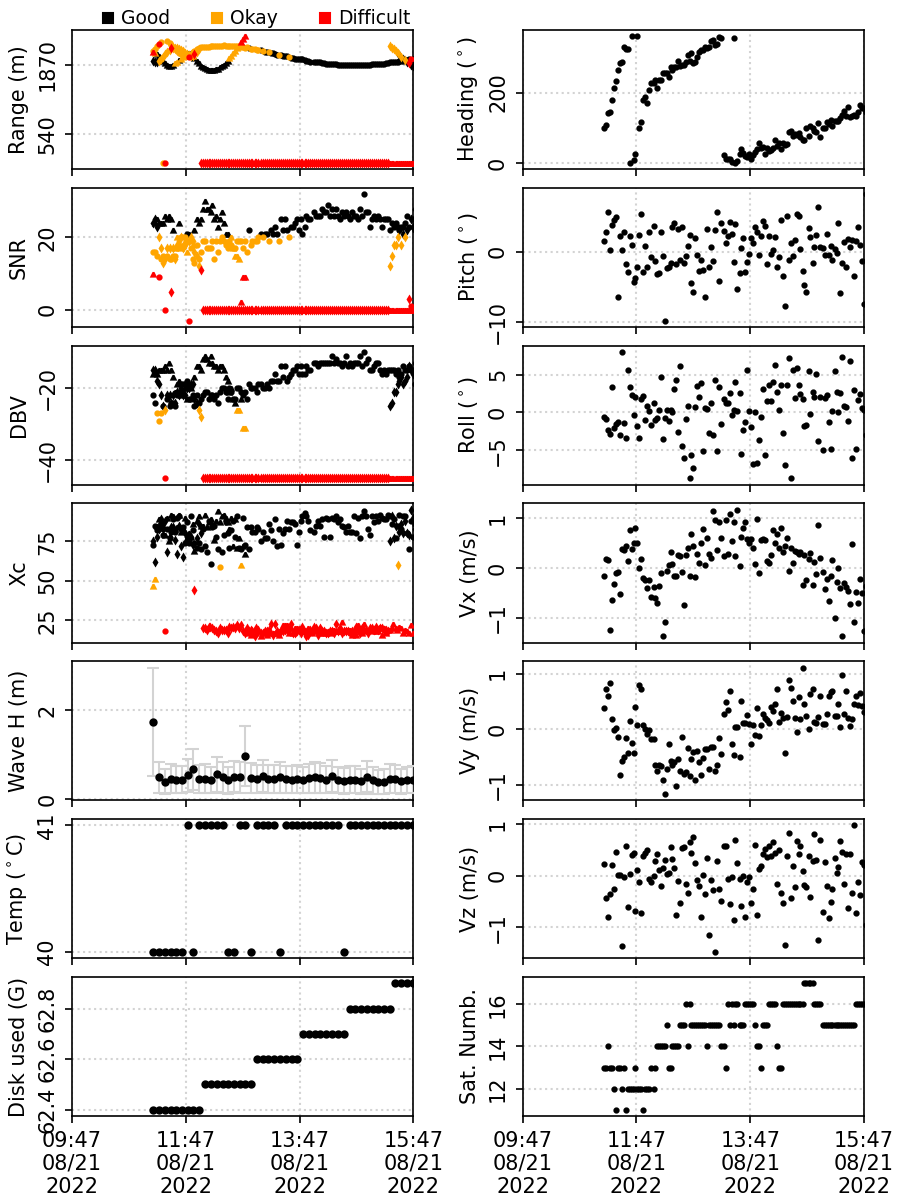 Good Okay Difficult
Range (m)
1870
540
Heading (°)
200
0
SNR
20
0
Pitch (°)
0
−10
DBV
−20
−40
Roll (°)
5
0
−5
Xc
75
50
25
Vx (m/s)
1
0
−1
Wave H (m)
2
0
Vy (m/s)
1
0
−1
Temp (°C)
41
40
Vz (m/s)
1
0
−1
Disk used (G)
62.8
62.6
62.4
Sat. Numb.
16
14
12
09:47 11:47 13:47 15:47
08/21 08/21 08/21 08/21
2022 2022 2022 2022
09:47 11:47 13:47 15:47
08/21 08/21 08/21 08/21
2022 2022 2022 2022